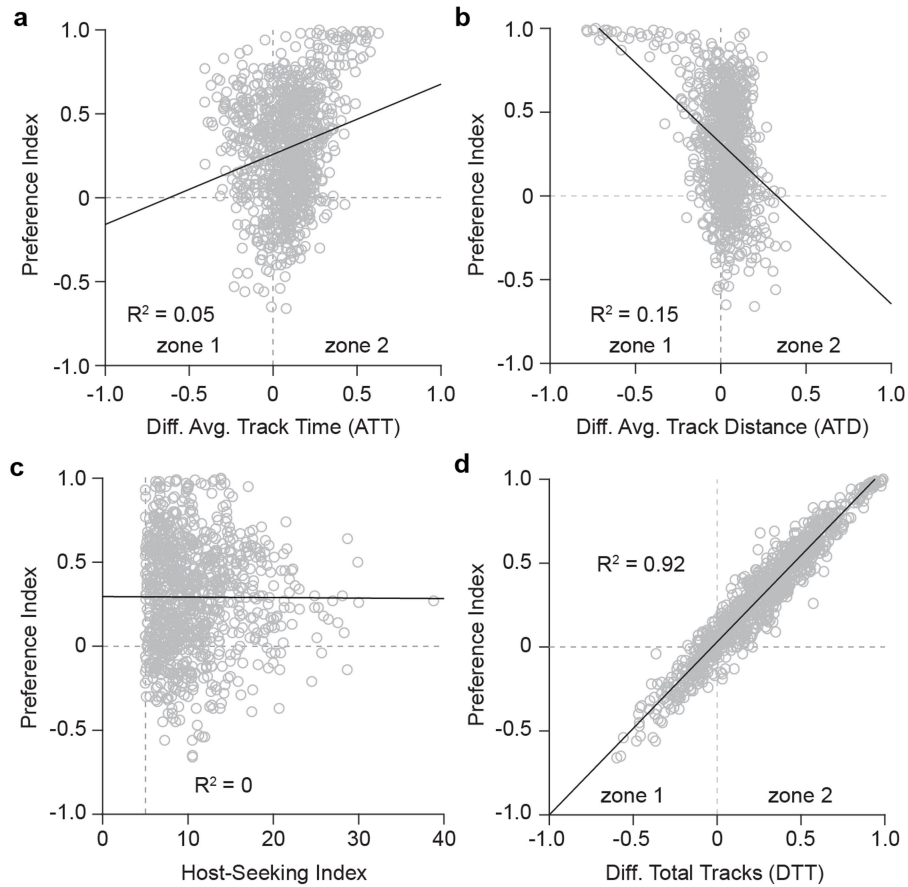 a
1.0
0.5
0
-0.5
-1.0
Preference Index
R² = 0.05
zone 1
zone 2
-1.0 -0.5 0 0.5 1.0
Diff. Avg. Track Time (ATT)
b
1.0
0.5
0
-0.5
-1.0
Preference Index
R² = 0.15
zone 1
zone 2
-1.0 -0.5 0 0.5 1.0
Diff. Avg. Track Distance (ATD)
c
1.0
0.5
0
-0.5
-1.0
Preference Index
R² = 0
0 10 20 30 40
Host-Seeking Index
d
1.0
0.5
0
-0.5
-1.0
Preference Index
R² = 0.92
zone 1
zone 2
-1.0 -0.5 0 0.5 1.0
Diff. Total Tracks (DTT)